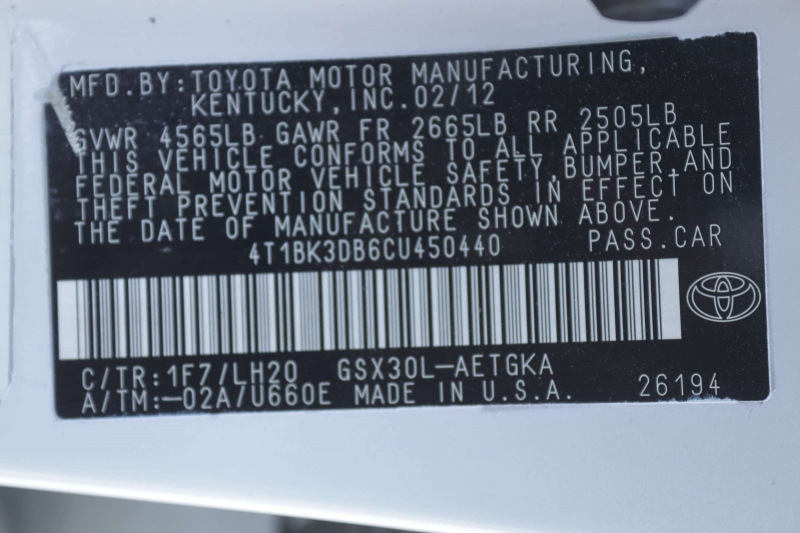 MFD. BY: TOYOTA MOTOR MANUFACTURING,
KENTUCKY, INC. 02/12
GVWR 4565LB GAWR FR 2665LB RR 2505LB
THIS VEHICLE CONFORMS TO ALL APPLICABLE
FEDERAL MOTOR VEHICLE SAFETY, BUMPER, AND
THEFT PREVENTION STANDARDS IN EFFECT ON
THE DATE OF MANUFACTURE SHOWN ABOVE.
4T1BK3DB6CU450440 PASS. CAR
C/TR: 1F7/LH20 GSX30L-AETGKA
A/TM: -02A/U660E MADE IN U.S.A. 26194